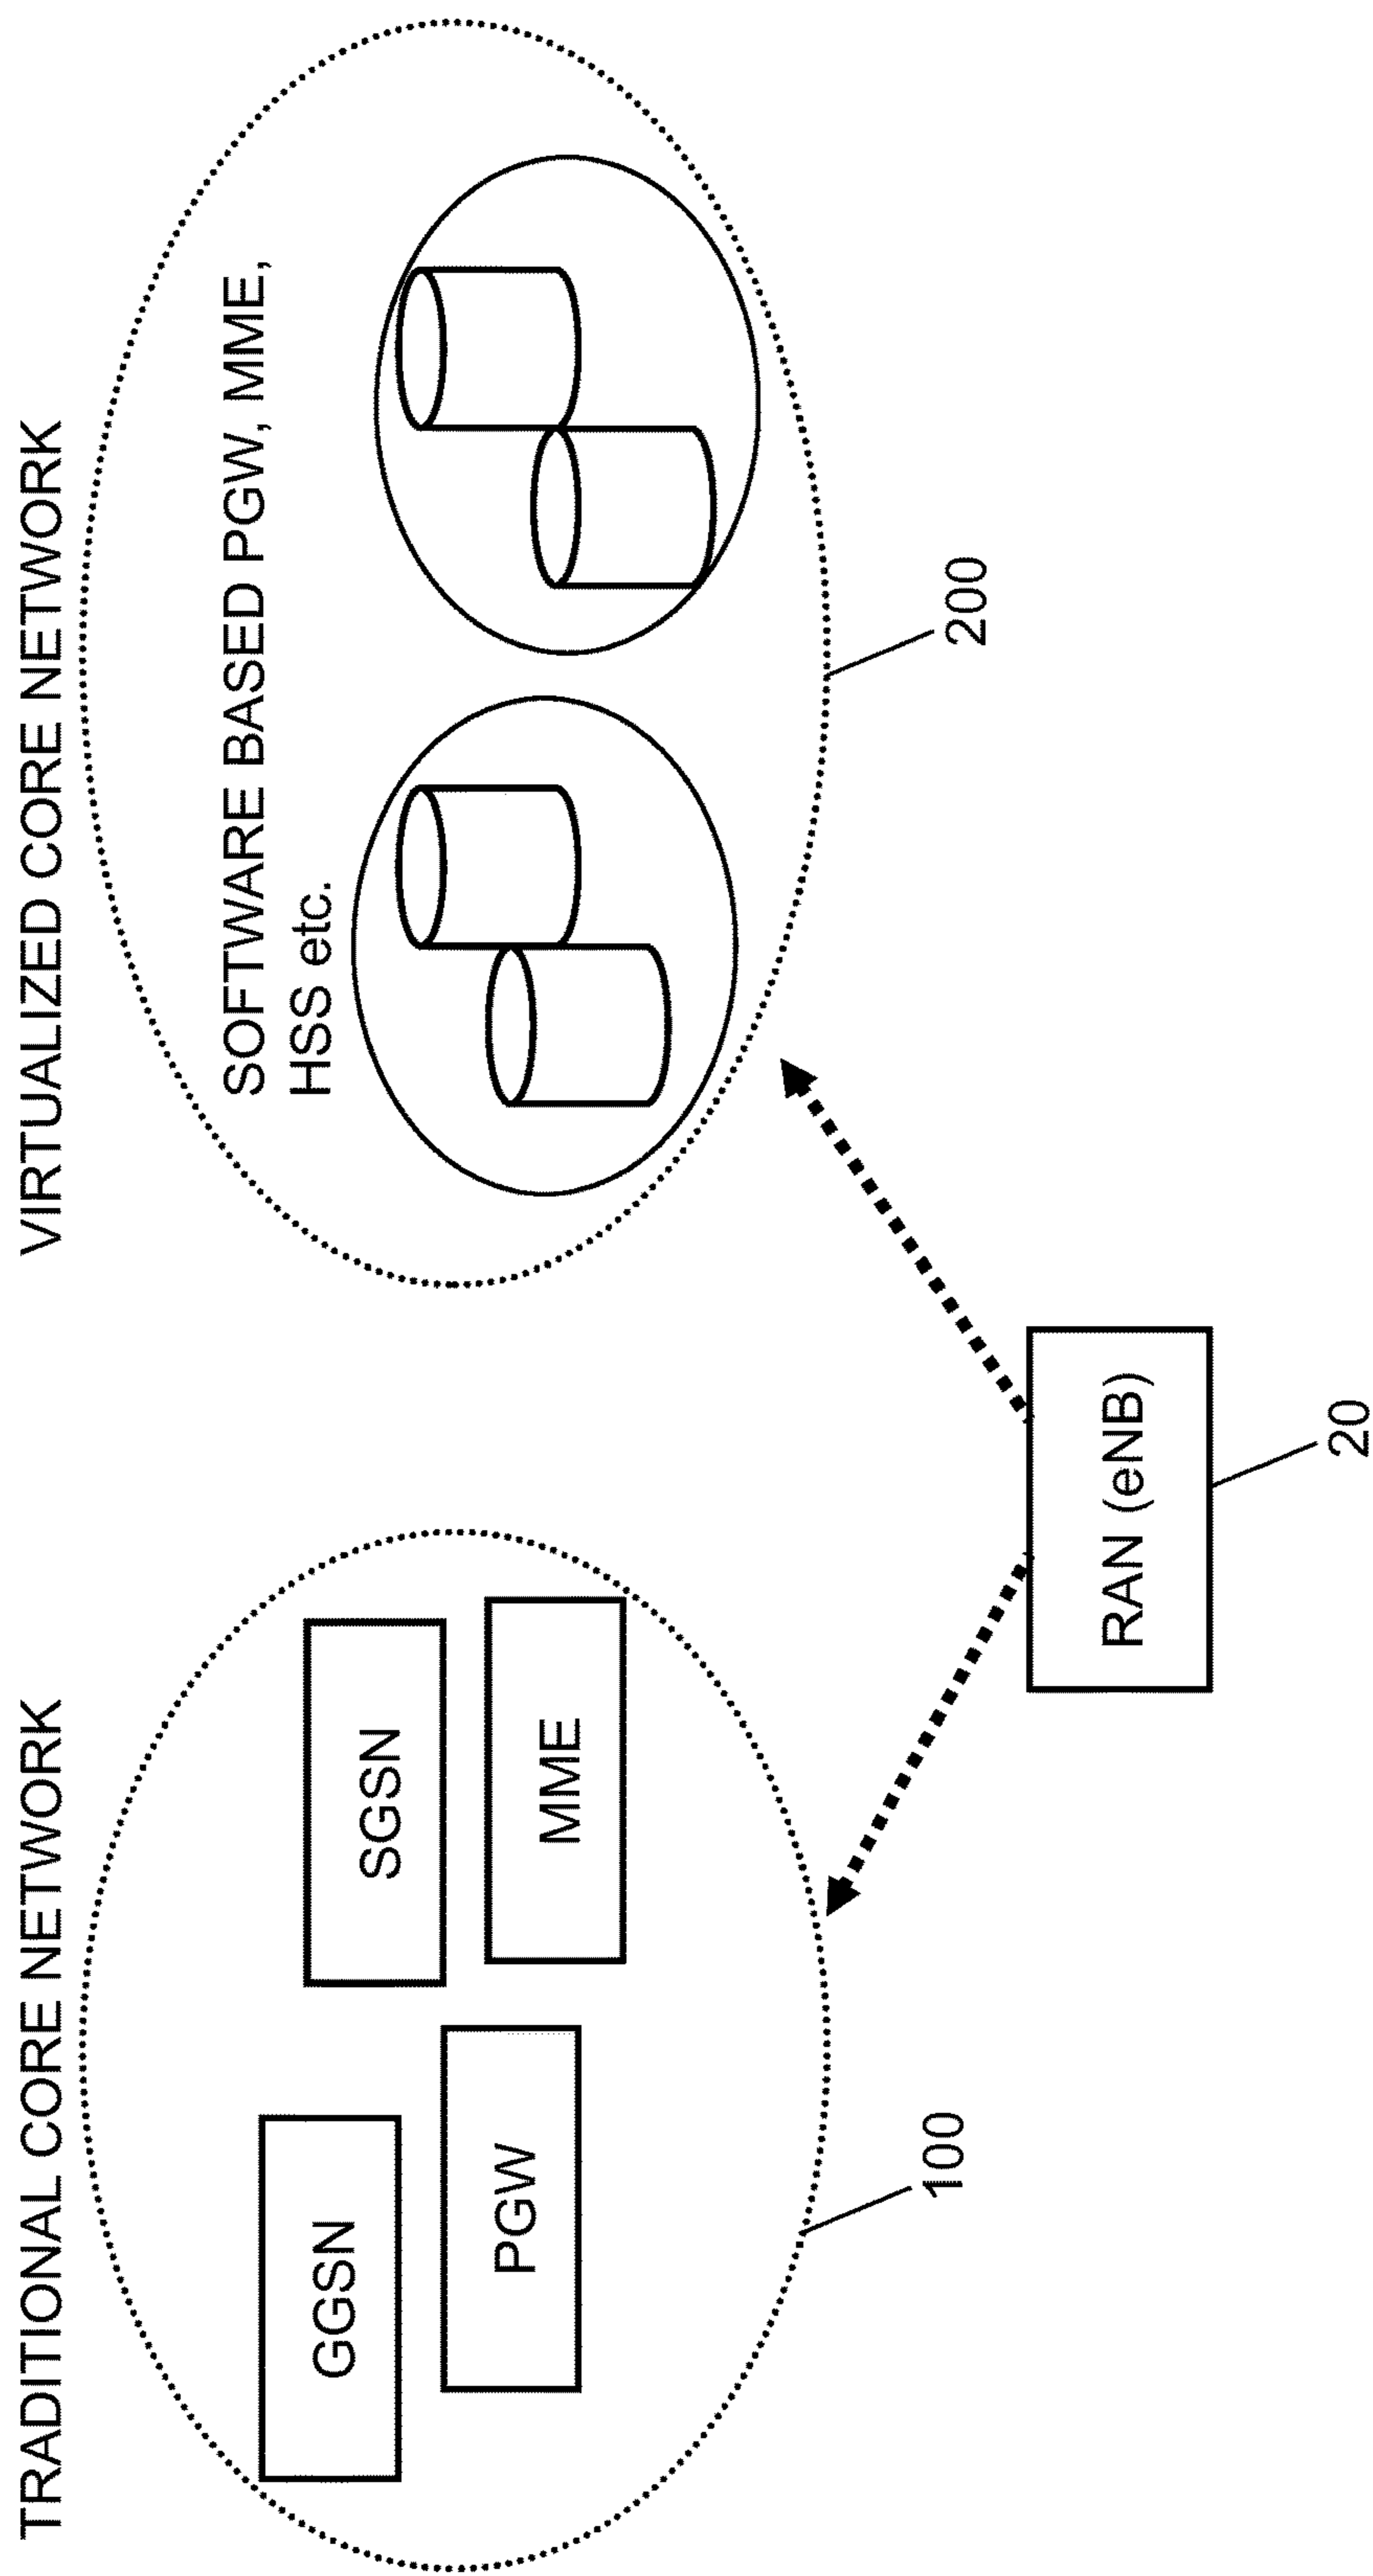 TRADITIONAL CORE NETWORK
VIRTUALIZED CORE NETWORK
GGSN
SGSN
PGW
MME
100
SOFTWARE BASED PGW, MME,
HSS etc.
200
RAN (eNB)
20